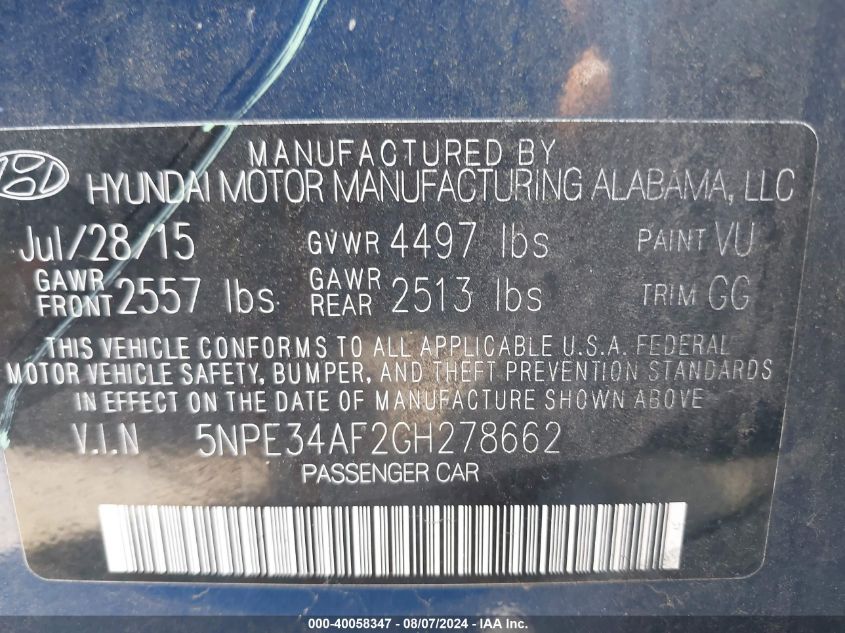 MANUFACTURED BY
HYUNDAI MOTOR MANUFACTURING ALABAMA, LLC
Jul/28/15 GVWR 4497 lbs PAINT VU
GAWR FRONT 2557 lbs GAWR REAR 2513 lbs TRIM GG
THIS VEHICLE CONFORMS TO ALL APPLICABLE U.S.A. FEDERAL
MOTOR VEHICLE SAFETY, BUMPER, AND THEFT PREVENTION STANDARDS
IN EFFECT ON THE DATE OF MANUFACTURE SHOWN ABOVE
V.I.N 5NPE34AF2GH278662
PASSENGER CAR
000-40058347 - 08/07/2024 - IAA Inc.